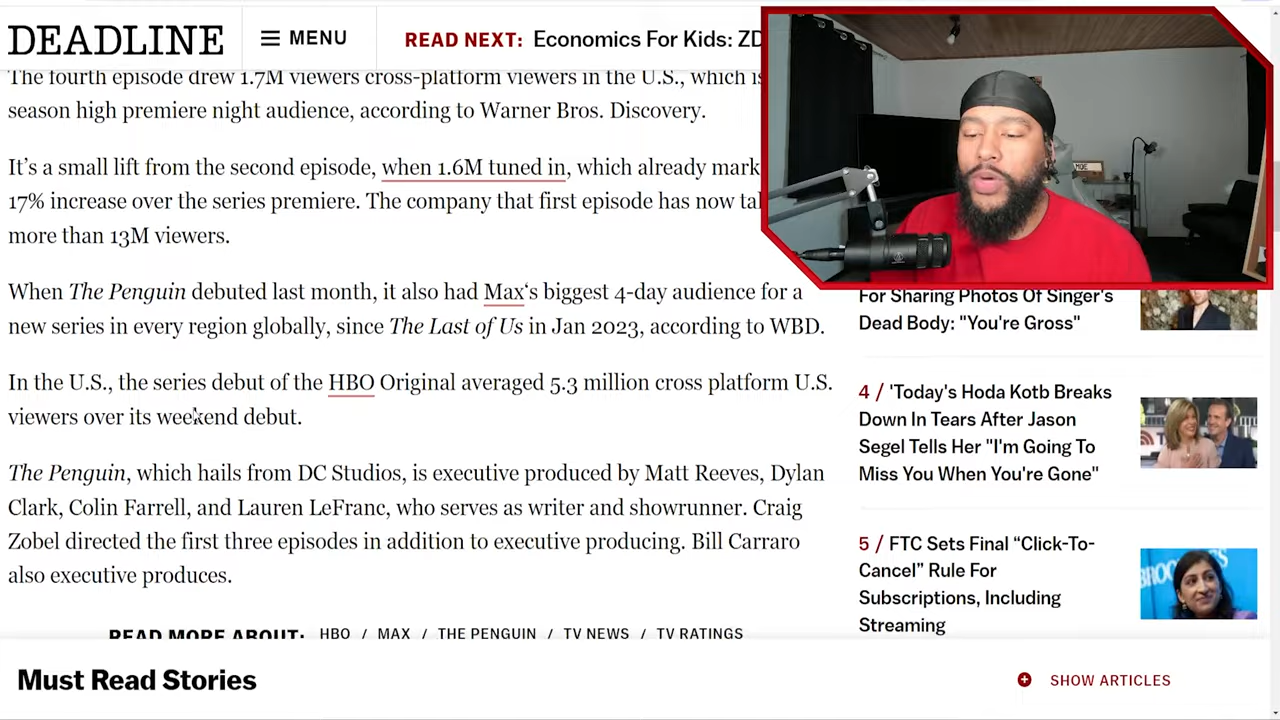 DEADLINE
MENU
READ NEXT: Economics For Kids: ZD
The fourth episode drew 1.7M viewers cross-platform viewers in the U.S., which is
season high premiere night audience, according to Warner Bros. Discovery.
It's a small lift from the second episode, when 1.6M tuned in, which already mark
17% increase over the series premiere. The company that first episode has now tal
more than 13M viewers.
When The Penguin debuted last month, it also had Max‘s biggest 4-day audience for a
new series in every region globally, since The Last of Us in Jan 2023, according to WBD.
In the U.S., the series debut of the HBO Original averaged 5.3 million cross platform U.S.
viewers over its weekend debut.
The Penguin, which hails from DC Studios, is executive produced by Matt Reeves, Dylan
Clark, Colin Farrell, and Lauren LeFranc, who serves as writer and showrunner. Craig
Zobel directed the first three episodes in addition to executive producing. Bill Carraro
also executive produces.
READ MORE ABOUT: HBO / MAX / THE PENGUIN / TV NEWS / TV RATINGS
For Sharing Photos Of Singer's
Dead Body: "You're Gross"
4 / 'Today's Hoda Kotb Breaks
Down In Tears After Jason
Segel Tells Her "I'm Going To
Miss You When You're Gone"
5 / FTC Sets Final “Click-To-
Cancel” Rule For
Subscriptions, Including
Streaming
Must Read Stories
SHOW ARTICLES